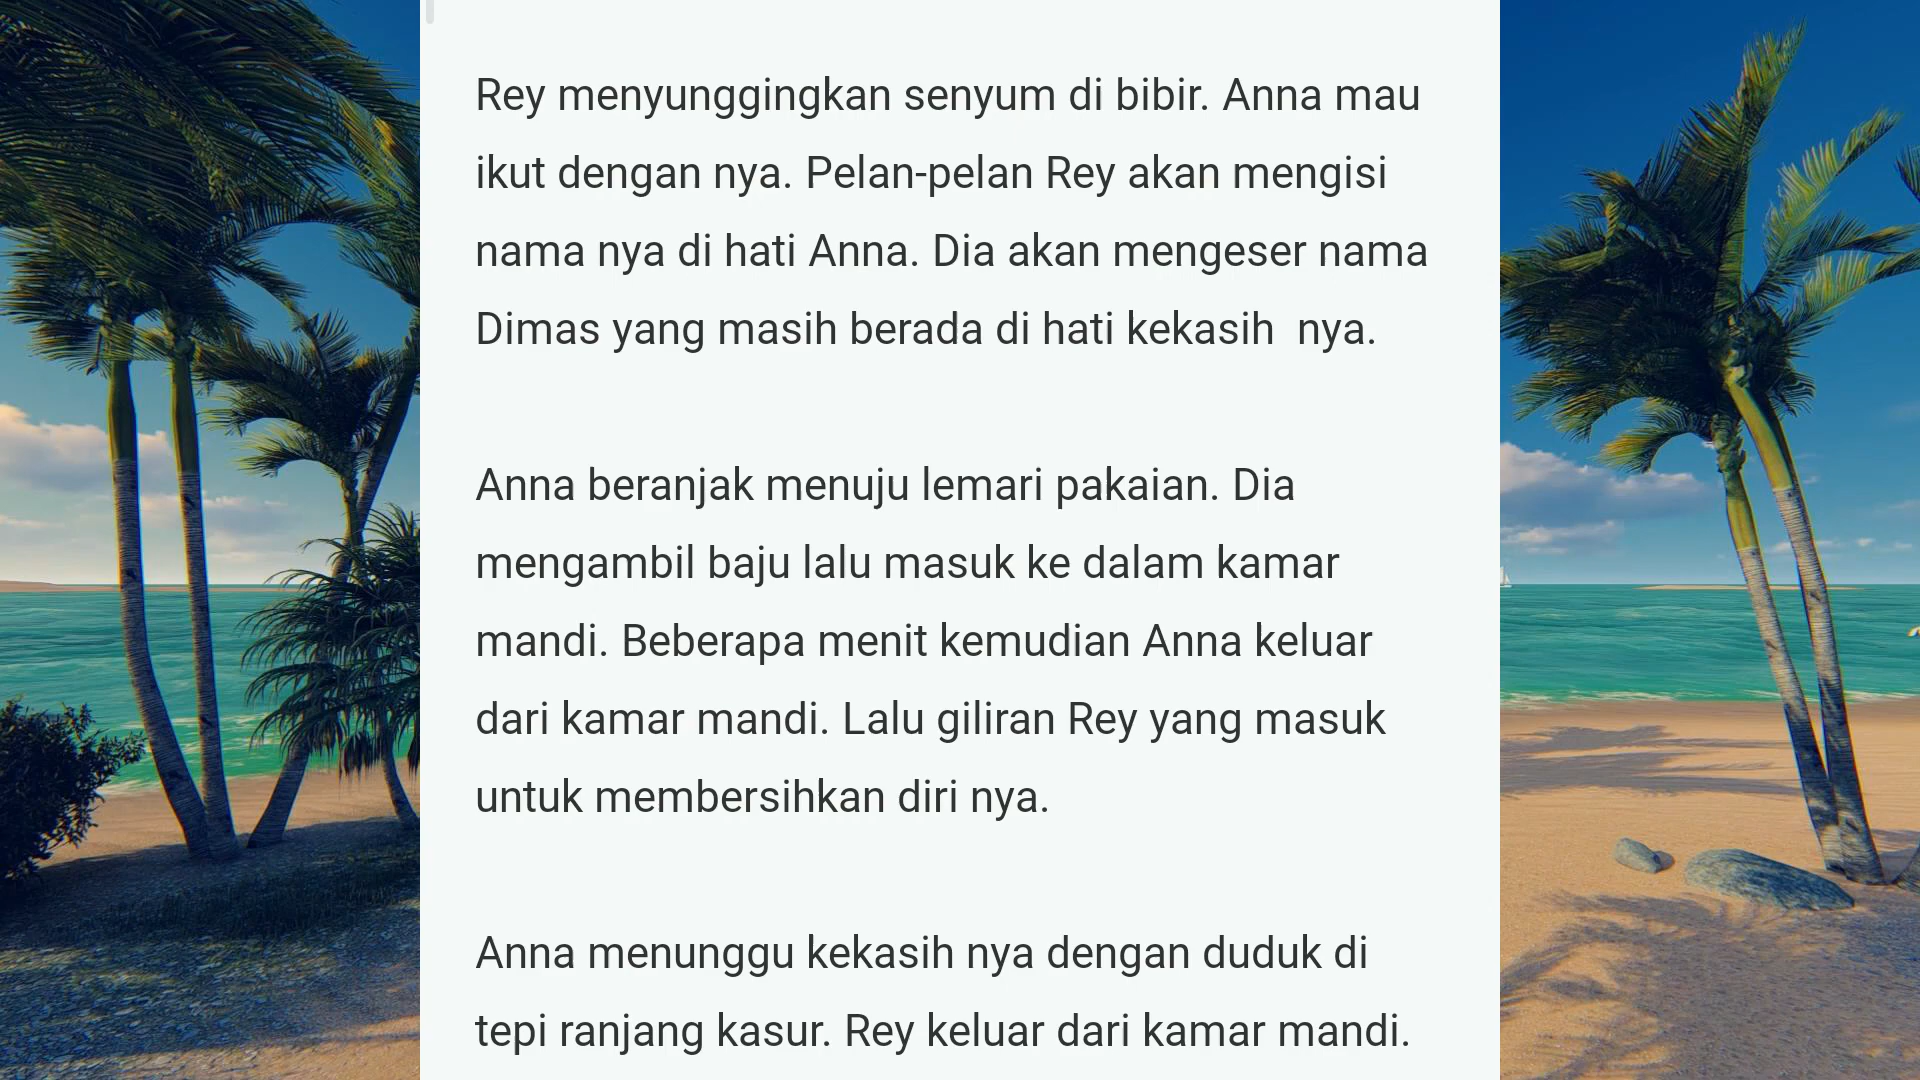 Rey menyunggingkan senyum di bibir. Anna mau
ikut dengan nya. Pelan-pelan Rey akan mengisi
nama nya di hati Anna. Dia akan mengeser nama
Dimas yang masih berada di hati kekasih  nya.
Anna beranjak menuju lemari pakaian. Dia
mengambil baju lalu masuk ke dalam kamar
mandi. Beberapa menit kemudian Anna keluar
dari kamar mandi. Lalu giliran Rey yang masuk
untuk membersihkan diri nya.
Anna menunggu kekasih nya dengan duduk di
tepi ranjang kasur. Rey keluar dari kamar mandi.